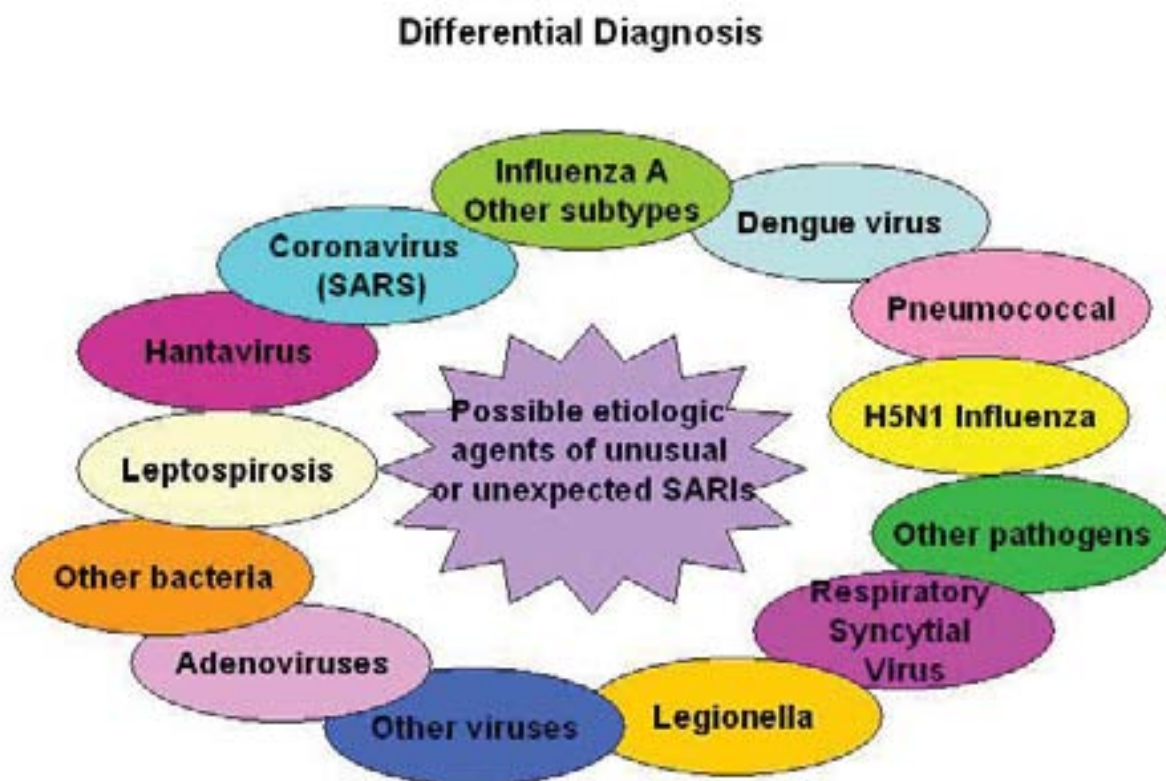 Differential Diagnosis
Influenza A
Other subtypes
Dengue virus
Coronavirus
(SARS)
Pneumococcal
Hantavirus
H5N1 Influenza
Possible etiologic
agents of unusual
or unexpected SARIs
Leptospirosis
Other pathogens
Other bacteria
Respiratory
Syncytial
Virus
Adenoviruses
Other viruses
Legionella